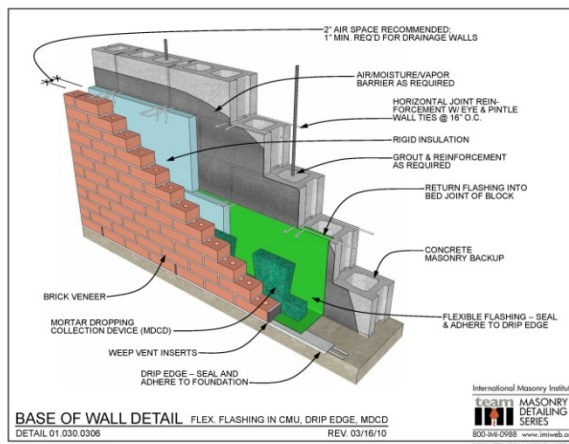 2" AIR SPACE RECOMMENDED;
1" MIN. REQ'D FOR DRAINAGE WALLS
AIR/MOISTURE/VAPOR
BARRIER AS REQUIRED
HORIZONTAL JOINT REIN-
FORCEMENT W/ EYE & PINTLE
WALL TIES @ 16" O.C.
RIGID INSULATION
GROUT & REINFORCEMENT
AS REQUIRED
RETURN FLASHING INTO
BED JOINT OF BLOCK
CONCRETE
MASONRY BACKUP
BRICK VENEER
FLEXIBLE FLASHING – SEAL
& ADHERE TO DRIP EDGE
MORTAR DROPPING
COLLECTION DEVICE (MDCD)
WEEP VENT INSERTS
DRIP EDGE – SEAL AND
ADHERE TO FOUNDATION
BASE OF WALL DETAIL FLEX. FLASHING IN CMU, DRIP EDGE, MDCD
DETAIL 01.030.0306 REV. 03/16/10
International Masonry Institute
team IMI MASONRY
DETAILING
SERIES
800-IMI-0988 www.imiweb.org